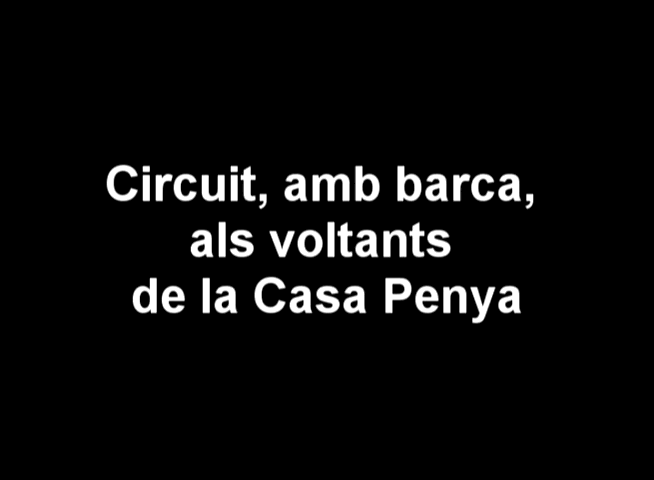 Circuit, amb barca,
als voltants
de la Casa Penya